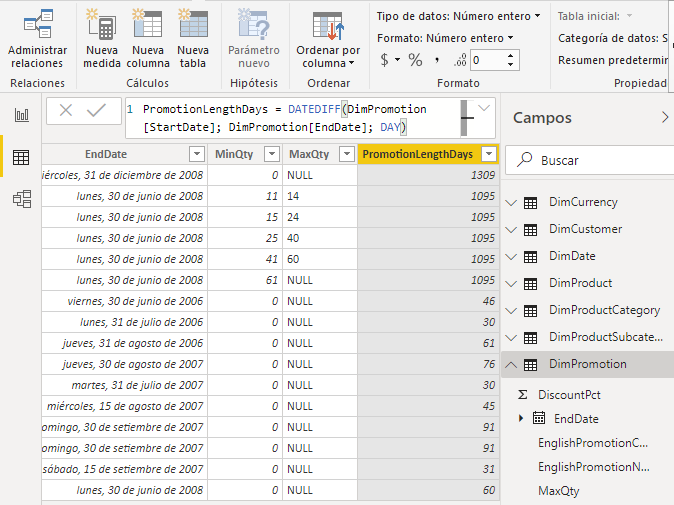 Administrar relaciones
Nueva medida
Nueva columna
Nueva tabla
Parámetro nuevo
Ordenar por columna
Tipo de datos: Número entero
Formato: Número entero
$ % , .00 0
Tabla inicial:
Categoría de datos: S
Resumen predetermin
Relaciones
Cálculos
Hipótesis
Ordenar
Formato
Propiedad
1 PromotionLengthDays = DATEDIFF(DimPromotion
[StartDate]; DimPromotion[EndDate]; DAY)
EndDate MinQty MaxQty PromotionLengthDays
iércoles, 31 de diciembre de 2008 0 NULL 1309
lunes, 30 de junio de 2008 11 14 1095
lunes, 30 de junio de 2008 15 24 1095
lunes, 30 de junio de 2008 25 40 1095
lunes, 30 de junio de 2008 41 60 1095
lunes, 30 de junio de 2008 61 NULL 1095
viernes, 30 de junio de 2006 0 NULL 46
lunes, 31 de julio de 2006 0 NULL 30
jueves, 31 de agosto de 2006 0 NULL 61
jueves, 30 de agosto de 2007 0 NULL 76
martes, 31 de julio de 2007 0 NULL 30
miércoles, 15 de agosto de 2007 0 NULL 45
omingo, 30 de setiembre de 2007 0 NULL 91
omingo, 30 de setiembre de 2007 0 NULL 91
sábado, 15 de setiembre de 2007 0 NULL 31
lunes, 30 de junio de 2008 0 NULL 60
Campos
Buscar
DimCurrency
DimCustomer
DimDate
DimProduct
DimProductCategory
DimProductSubcate...
DimPromotion
DiscountPct
EndDate
EnglishPromotionC...
EnglishPromotionN...
MaxQty